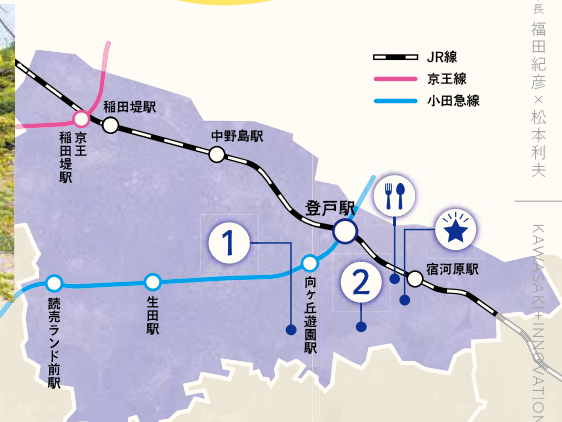 JR線
京王線
小田急線
稲田堤駅
京王
稲田堤駅
中野島駅
登戸駅
宿河原駅
1
2
向ヶ丘遊園駅
生田駅
読売ランド前駅
長 福田紀彦×松本利夫
KAWASAKI+INNOVATION